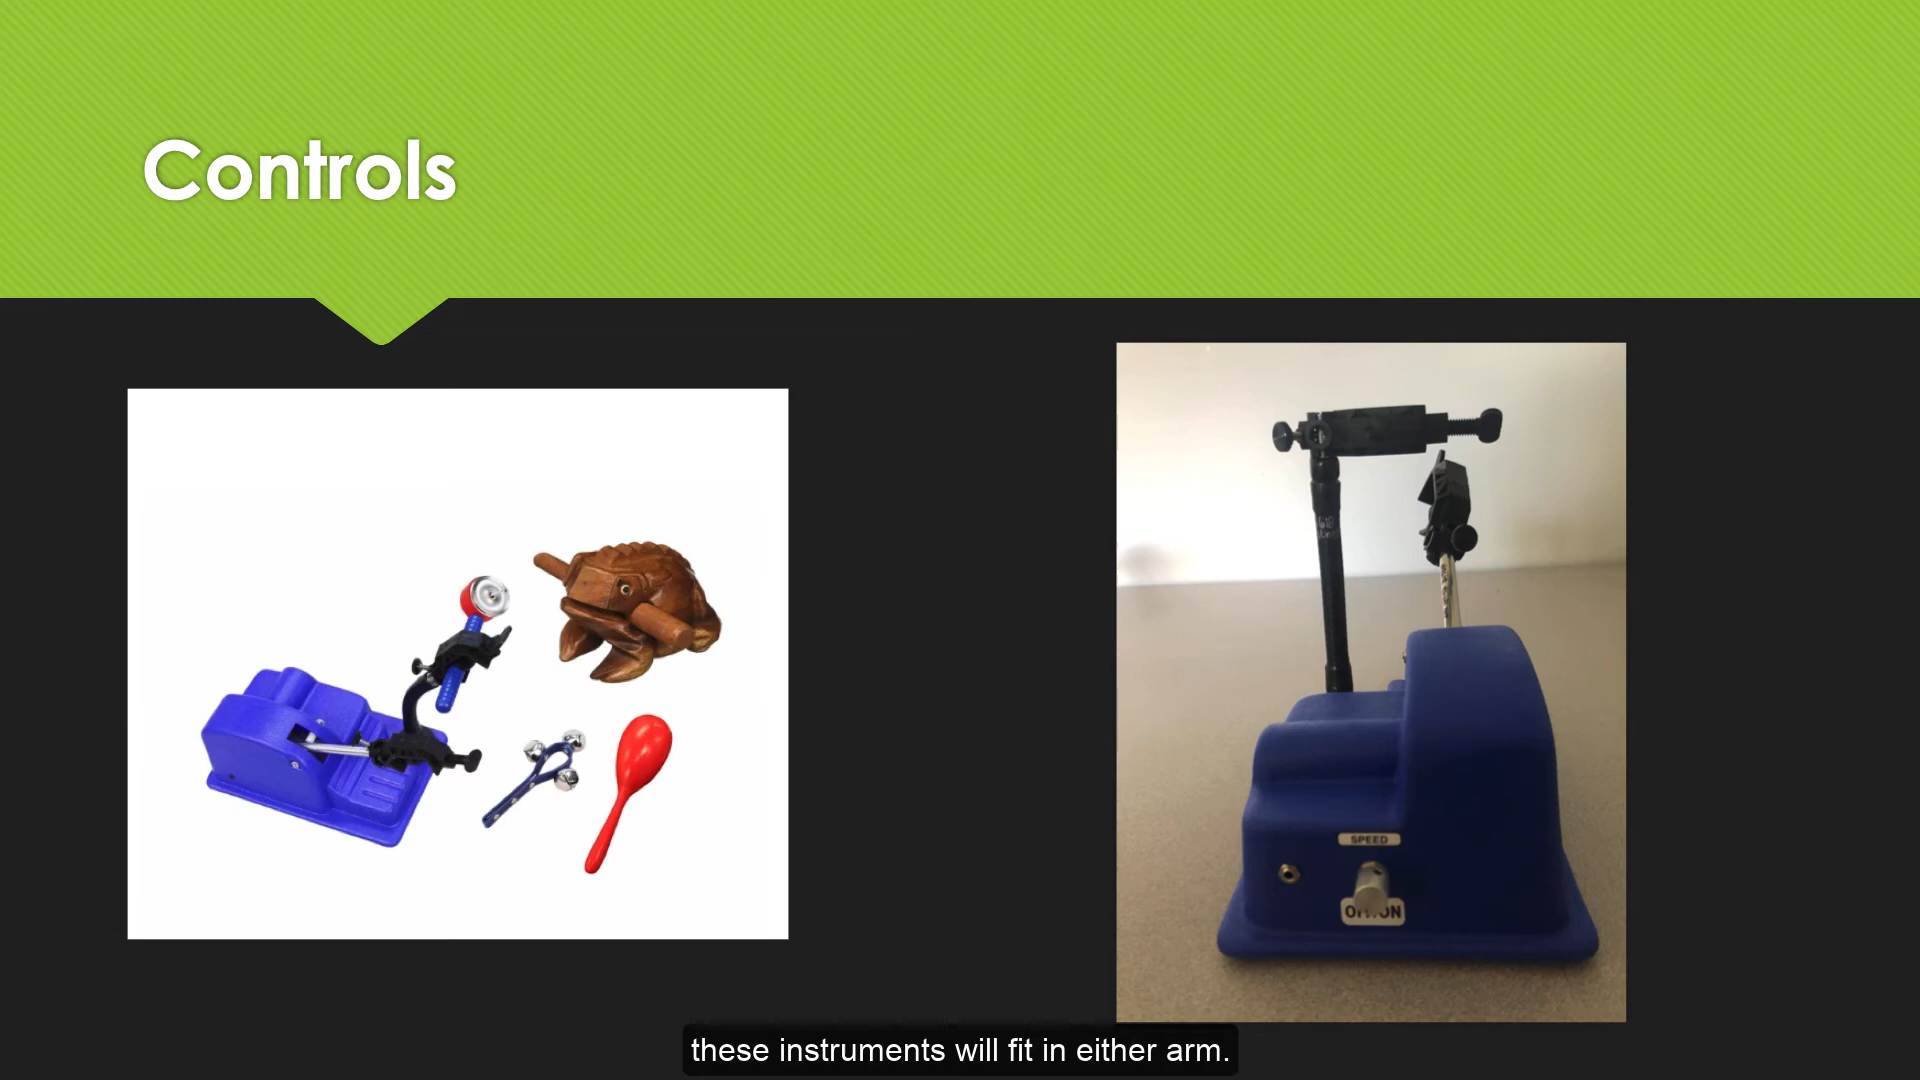 Controls
SPEED
these instruments will fit in either arm.